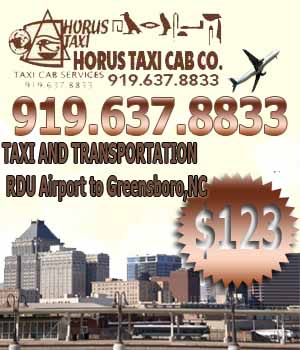 HORUS
TAXI
TAXI CAB SERVICES
919.637.8833
HORUS TAXI CAB CO.
919.637.8833
919.637.8833
TAXI AND TRANSPORTATION
RDU Airport to Greensboro,NC
$123